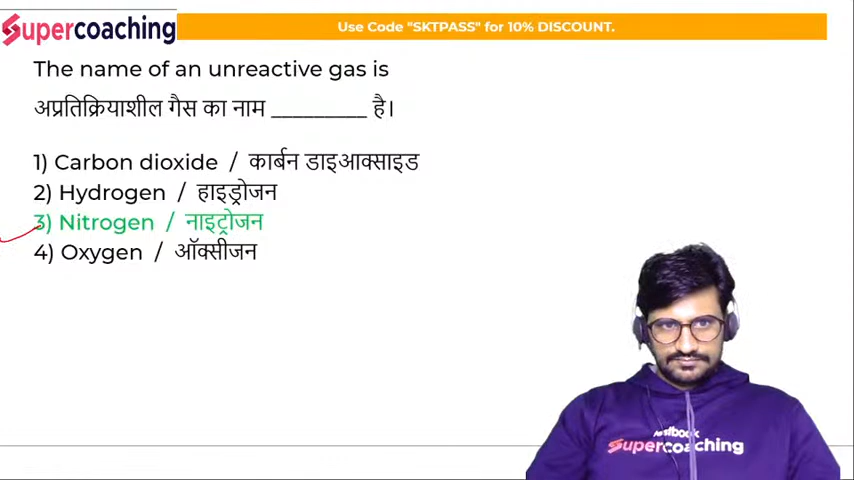 Supercoaching
Use Code "SKTPASS" for 10% DISCOUNT.
The name of an unreactive gas is
अप्रतिक्रियाशील गैस का नाम _________ है।
1) Carbon dioxide / कार्बन डाइआक्साइड
2) Hydrogen / हाइड्रोजन
3) Nitrogen / नाइट्रोजन
4) Oxygen / ऑक्सीजन
Supercoaching